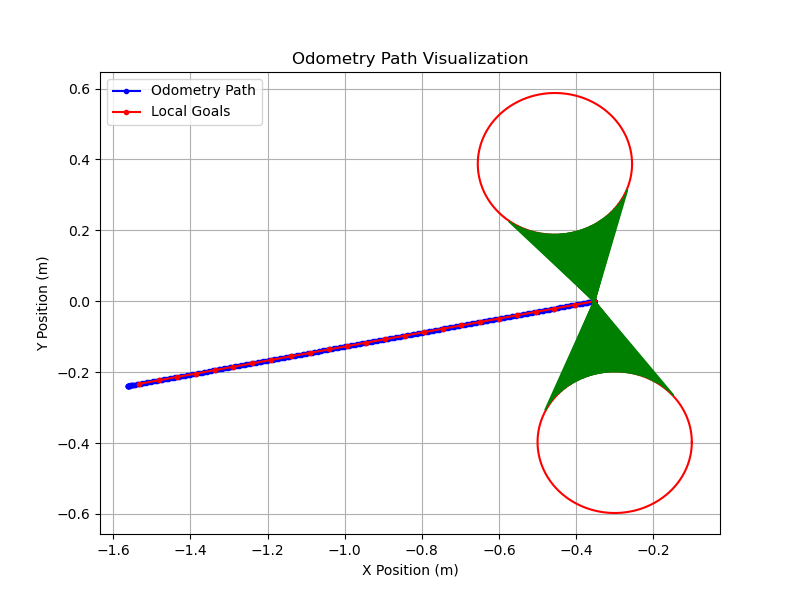 Odometry Path Visualization
Odometry Path
Local Goals
0.6
0.4
0.2
0.0
−0.2
−0.4
−0.6
Y Position (m)
−1.6 −1.4 −1.2 −1.0 −0.8 −0.6 −0.4 −0.2
X Position (m)